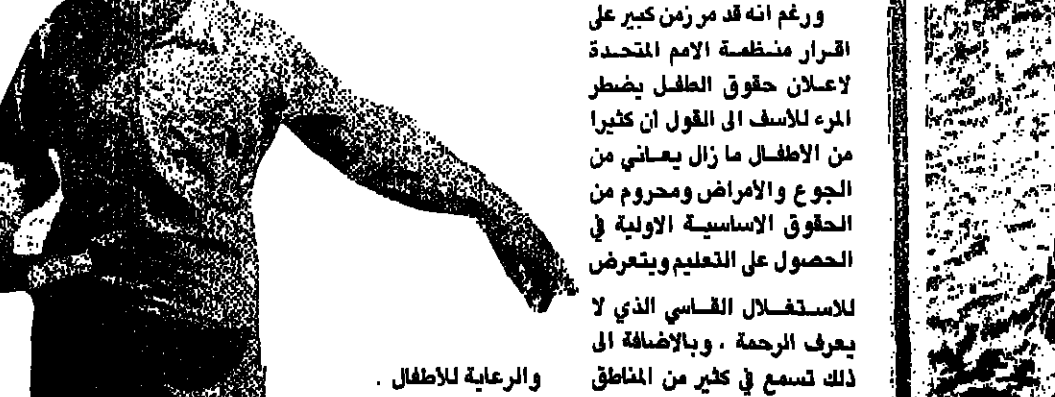 ورغم انه قد مر زمن كبير على
اقرار منظمة الامم المتحدة
لاعلان حقوق الطفل يضطر
المرء للأسف الى القول أن كثيرا
من الاطفال ما زال يعاني من
الجوع والأمراض ومحروم من
الحقوق الاساسية الاولية في
الحصول على التعليم ويتعرض
للاستغلال القاسي الذي لا
يعرف الرحمة . وبالاضافة الى
ذلك تسمع في كثير من المناطق
والرعاية للأطفال .